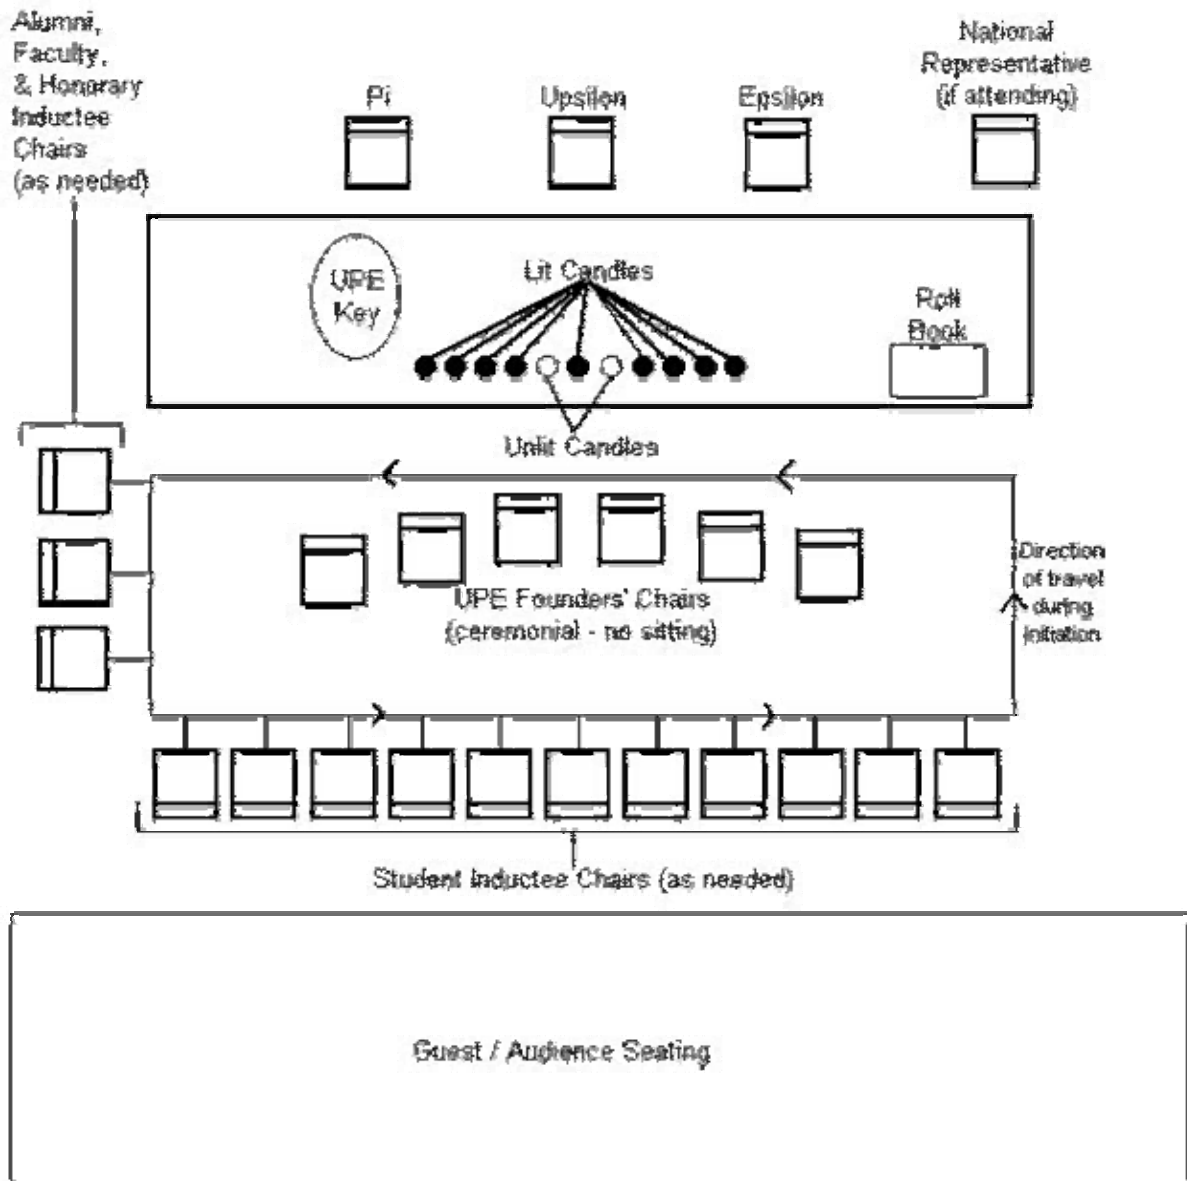 Alumni,
Faculty,
& Honorary
Inductee
Chairs
(as needed)
Pi
Upsilon
Epsilon
National
Representative
(if attending)
UPE
Key
Lit Candles
Roll
Book
Unlit Candles
UPE Founders' Chairs
(ceremonial - no sitting)
Direction
of travel
during
initiation
Student Inductee Chairs (as needed)
Guest / Audience Seating